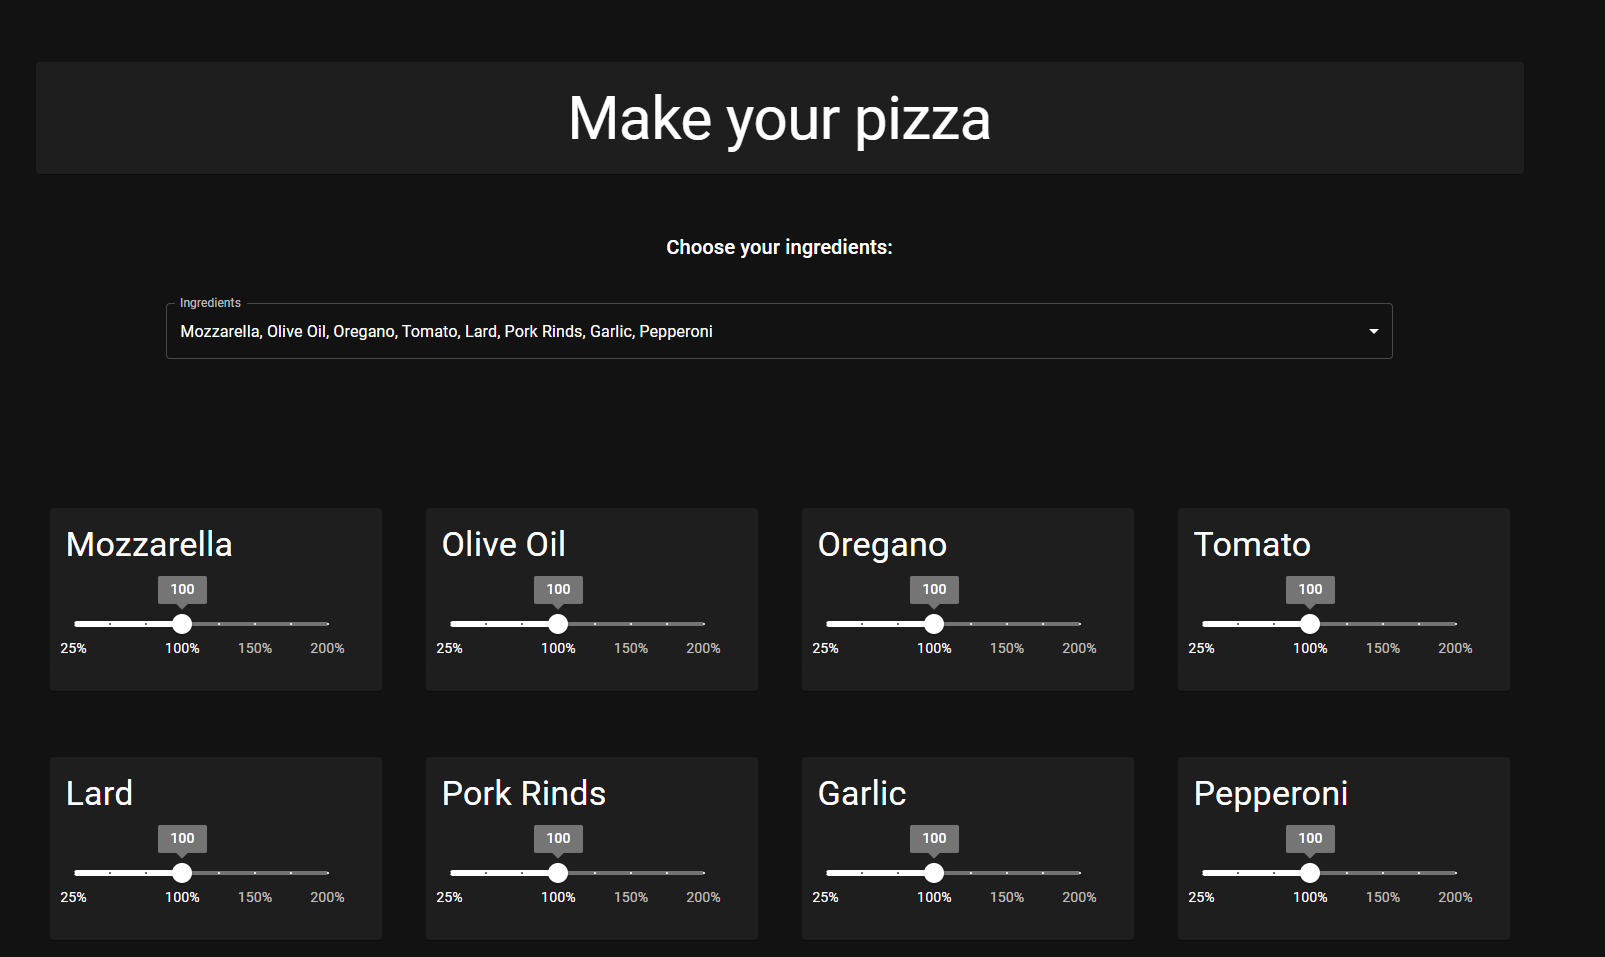 Make your pizza
Choose your ingredients:
Ingredients
Mozzarella, Olive Oil, Oregano, Tomato, Lard, Pork Rinds, Garlic, Pepperoni
Mozzarella
100
25% 100% 150% 200%
Olive Oil
100
25% 100% 150% 200%
Oregano
100
25% 100% 150% 200%
Tomato
100
25% 100% 150% 200%
Lard
100
25% 100% 150% 200%
Pork Rinds
100
25% 100% 150% 200%
Garlic
100
25% 100% 150% 200%
Pepperoni
100
25% 100% 150% 200%